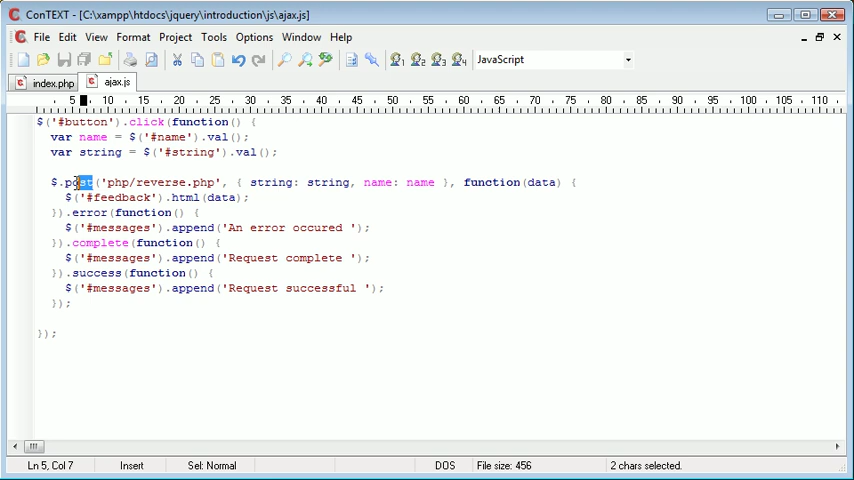 ConTEXT - [C:\xampp\htdocs\jquery\introduction\js\ajax.js]
File Edit View Format Project Tools Options Window Help
JavaScript
index.php ajax.js
5 10 15 20 25 30 35 40 45 50 55 60 65 70 75 80 85 90 95 100 105 110
$('#button').click(function() {
var name = $('#name').val();
var string = $('#string').val();
$.post('php/reverse.php', { string: string, name: name }, function(data) {
$('#feedback').html(data);
}).error(function() {
$('#messages').append('An error occured ');
}).complete(function() {
$('#messages').append('Request complete ');
}).success(function() {
$('#messages').append('Request successful ');
});
});
Ln 5, Col 7 Insert Sel: Normal DOS File size: 456 2 chars selected.